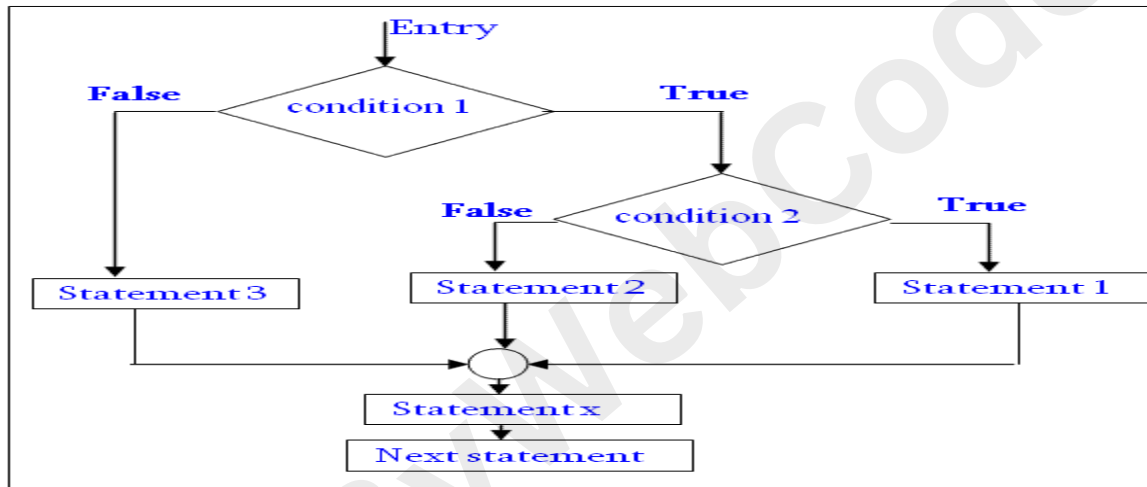 Entry
False
True
condition 1
False
True
condition 2
Statement 3
Statement 2
Statement 1
Statement x
Next statement